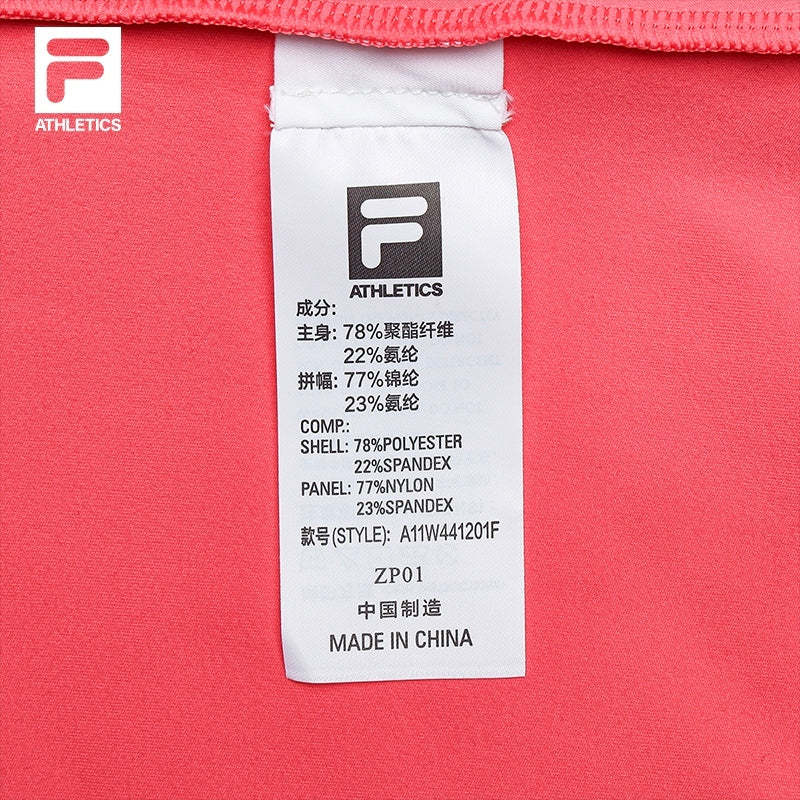 F
ATHLETICS
F
ATHLETICS
成分:
主身: 78%聚酯纤维
22%氨纶
拼幅: 77%锦纶
23%氨纶
COMP.:
SHELL: 78%POLYESTER
22%SPANDEX
PANEL: 77%NYLON
23%SPANDEX
款号(STYLE): A11W441201F
ZP01
中国制造
MADE IN CHINA